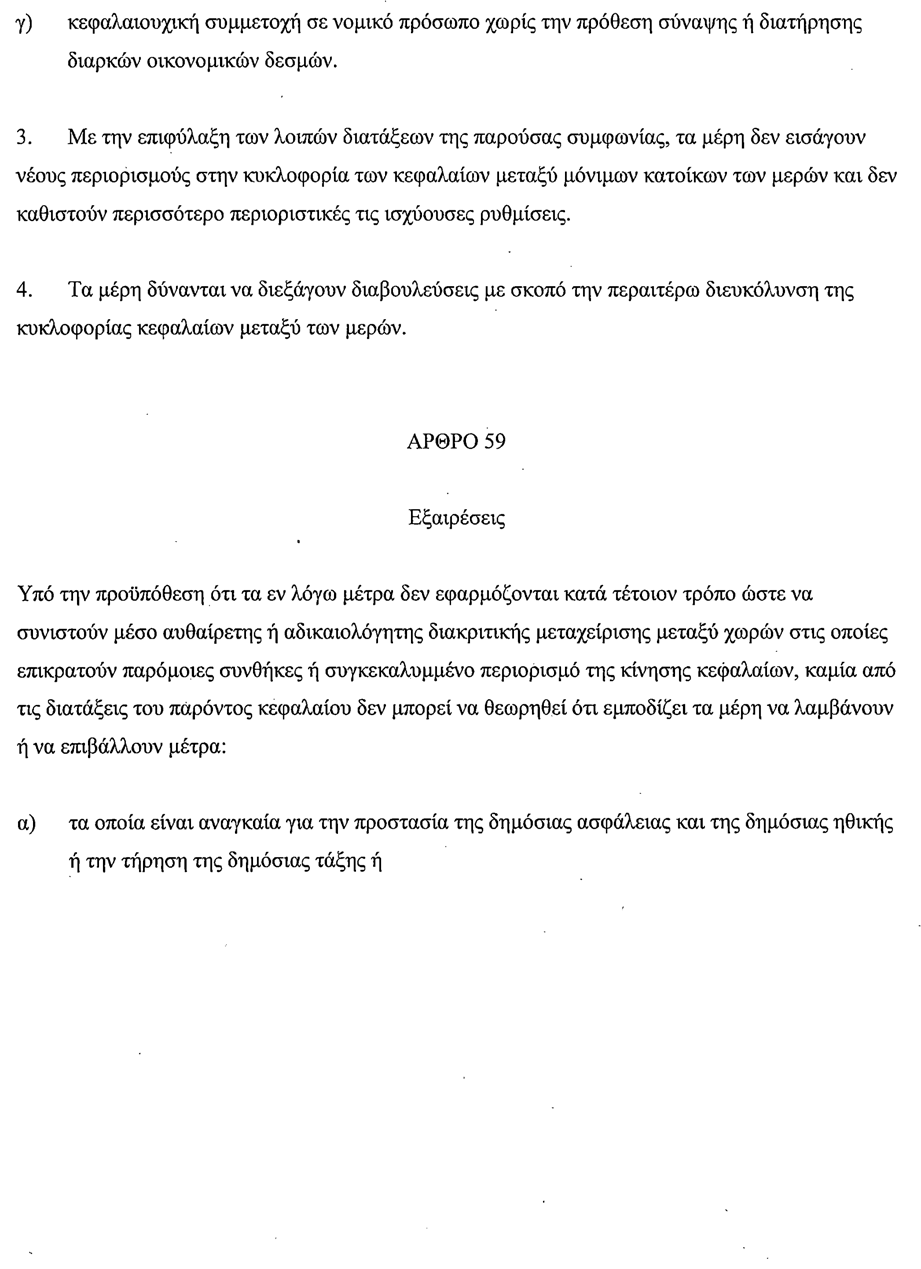 γ) κεφαλαιουχική συμμετοχή σε νομικό πρόσωπο χωρίς την πρόθεση σύναψης ή διατήρησης
διαρκών οικονομικών δεσμών.
3. Με την επιφύλαξη των λοιπών διατάξεων της παρούσας συμφωνίας, τα μέρη δεν εισάγουν
νέους περιορισμούς στην κυκλοφορία των κεφαλαίων μεταξύ μόνιμων κατοίκων των μερών και δεν
καθιστούν περισσότερο περιοριστικές τις ισχύουσες ρυθμίσεις.
4. Τα μέρη δύνανται να διεξάγουν διαβουλεύσεις με σκοπό την περαιτέρω διευκόλυνση της
κυκλοφορίας κεφαλαίων μεταξύ των μερών.
ΑΡΘΡΟ 59
Εξαιρέσεις
Υπό την προϋπόθεση ότι τα εν λόγω μέτρα δεν εφαρμόζονται κατά τέτοιον τρόπο ώστε να
συνιστούν μέσο αυθαίρετης ή αδικαιολόγητης διακριτικής μεταχείρισης μεταξύ χωρών στις οποίες
επικρατούν παρόμοιες συνθήκες ή συγκεκαλυμμένο περιορισμό της κίνησης κεφαλαίων, καμία από
τις διατάξεις του παρόντος κεφαλαίου δεν μπορεί να θεωρηθεί ότι εμποδίζει τα μέρη να λαμβάνουν
ή να επιβάλλουν μέτρα:
α) τα οποία είναι αναγκαία για την προστασία της δημόσιας ασφάλειας και της δημόσιας ηθικής
ή την τήρηση της δημόσιας τάξης ή